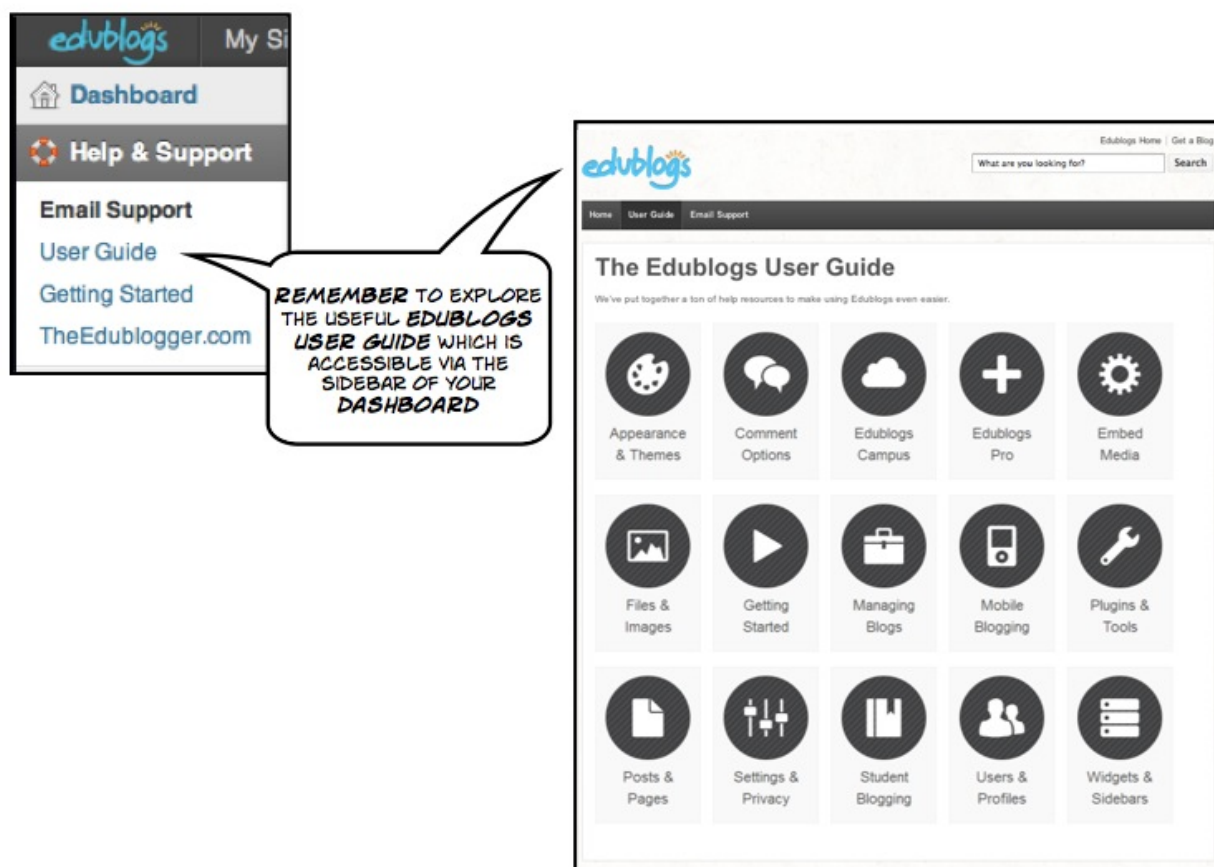 edublogs My Si
Dashboard
Help & Support
Email Support
User Guide
Getting Started
TheEdublogger.com
REMEMBER TO EXPLORE
THE USEFUL EDUBLOGS
USER GUIDE WHICH IS
ACCESSIBLE VIA THE
SIDEBAR OF YOUR
DASHBOARD
Edublogs Home | Get a Blog
edublogs
What are you looking for? Search
Home User Guide Email Support
The Edublogs User Guide
We've put together a ton of help resources to make using Edublogs even easier.
Appearance
& Themes
Comment
Options
Edublogs
Campus
Edublogs
Pro
Embed
Media
Files &
Images
Getting
Started
Managing
Blogs
Mobile
Blogging
Plugins &
Tools
Posts &
Pages
Settings &
Privacy
Student
Blogging
Users &
Profiles
Widgets &
Sidebars